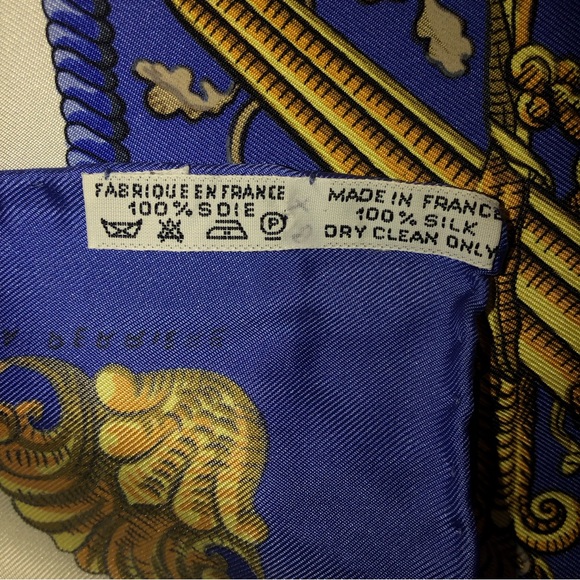 FABRIQUE EN FRANCE
100% SOIE
P
MADE IN FRANCE
100% SILK
DRY CLEAN ONLY